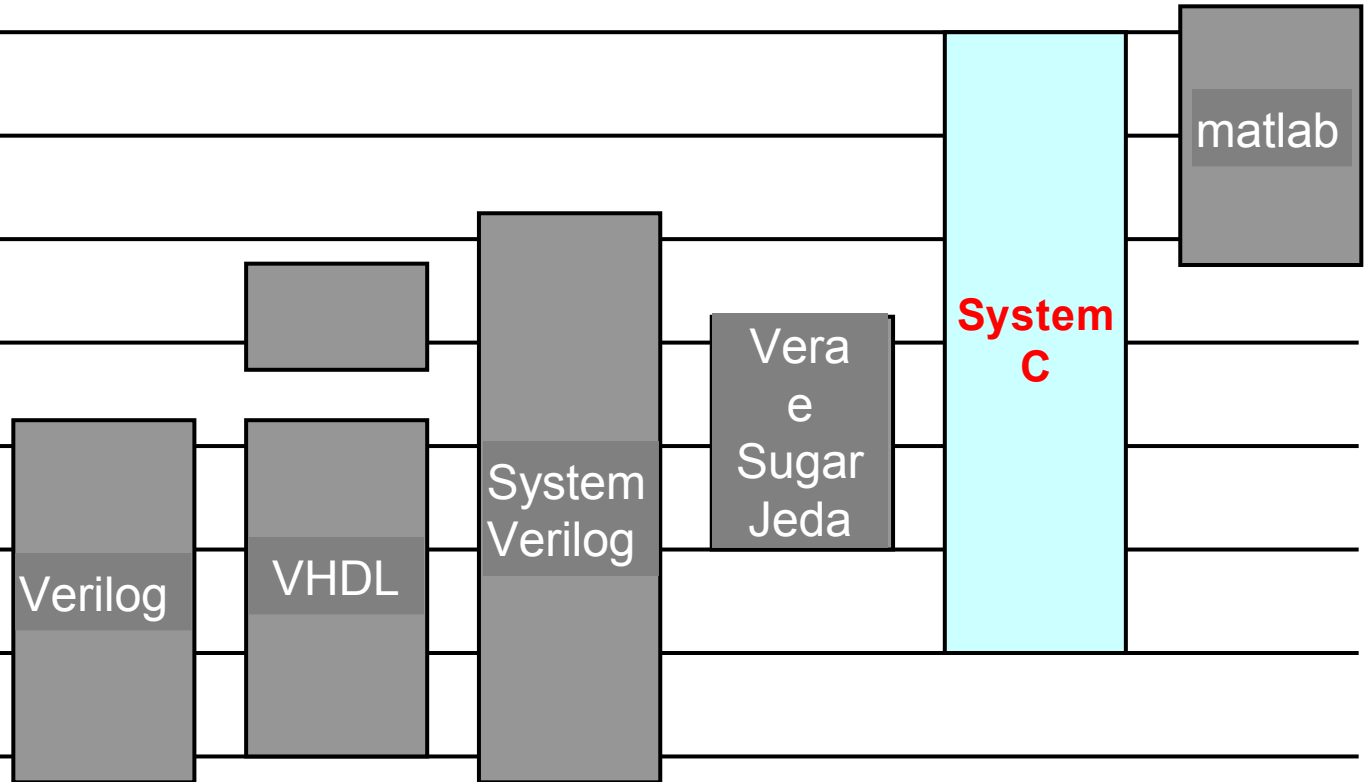 Verilog
VHDL
System
Verilog
Vera
e
Sugar
Jeda
System
C
matlab